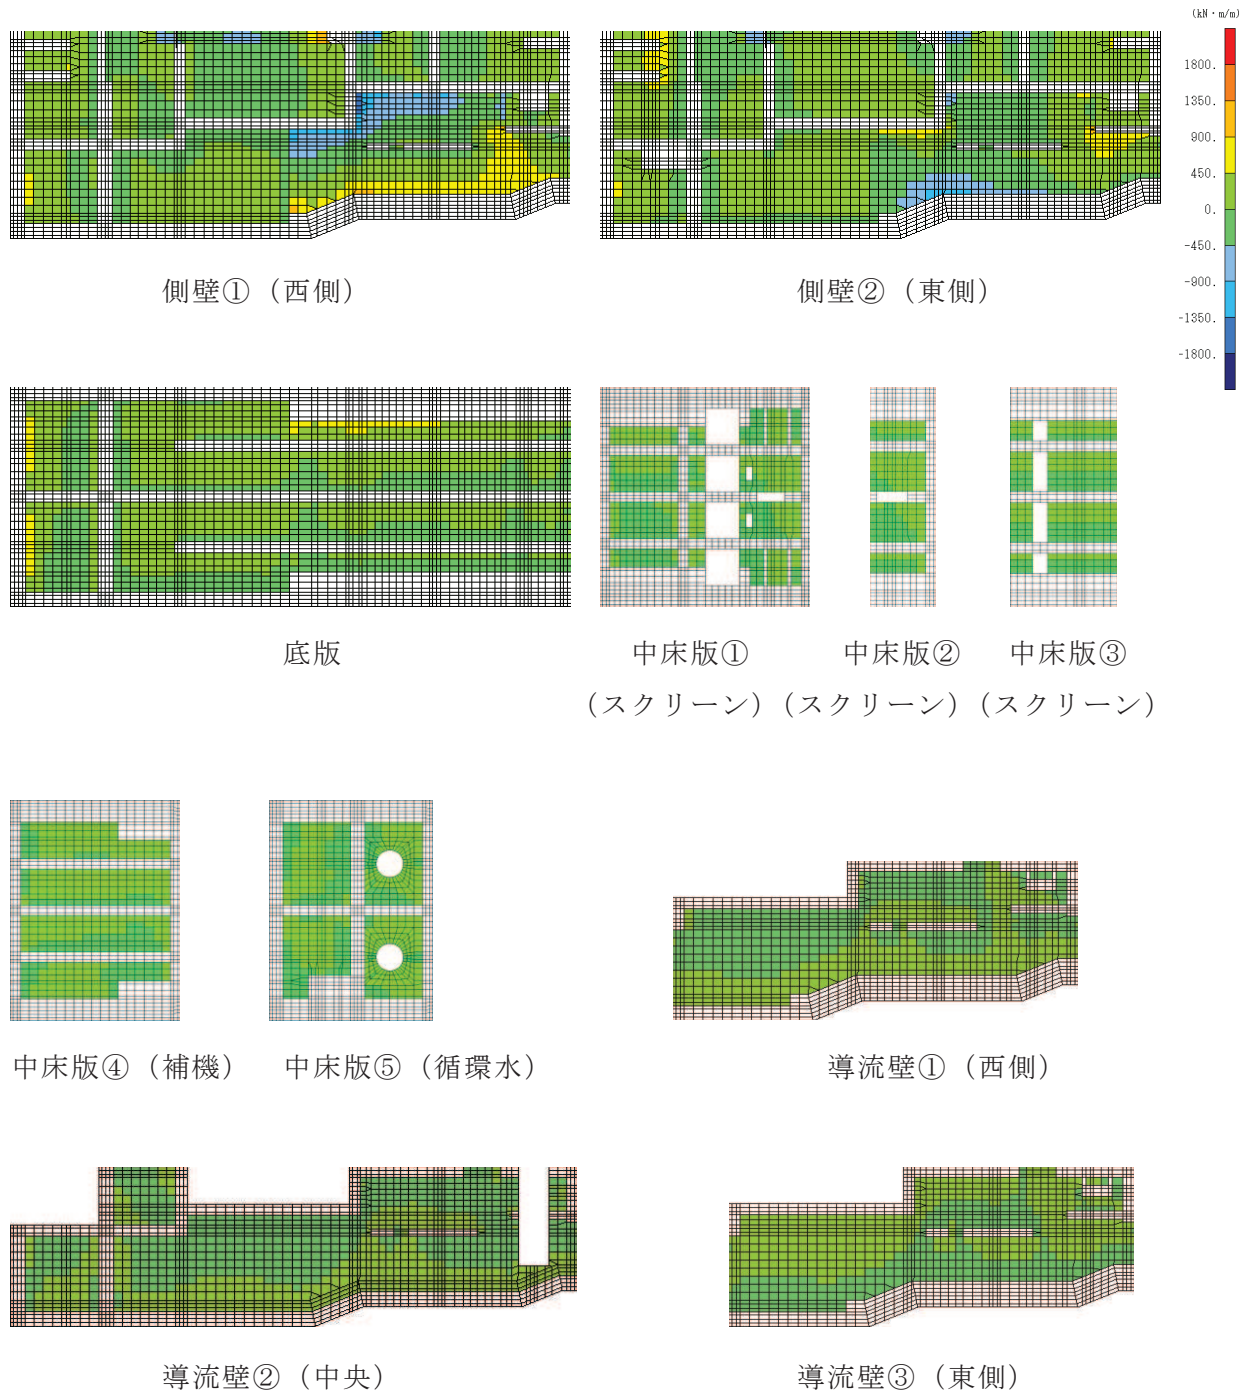 (kN・m/m)
1800.
1350.
900.
450.
0.
-450.
-900.
-1350.
-1800.
側壁①（西側）
側壁②（東側）
底版
中床版①
（スクリーン）
中床版②
（スクリーン）
中床版③
（スクリーン）
中床版④（補機）
中床版⑤（循環水）
導流壁①（西側）
導流壁②（中央）
導流壁③（東側）